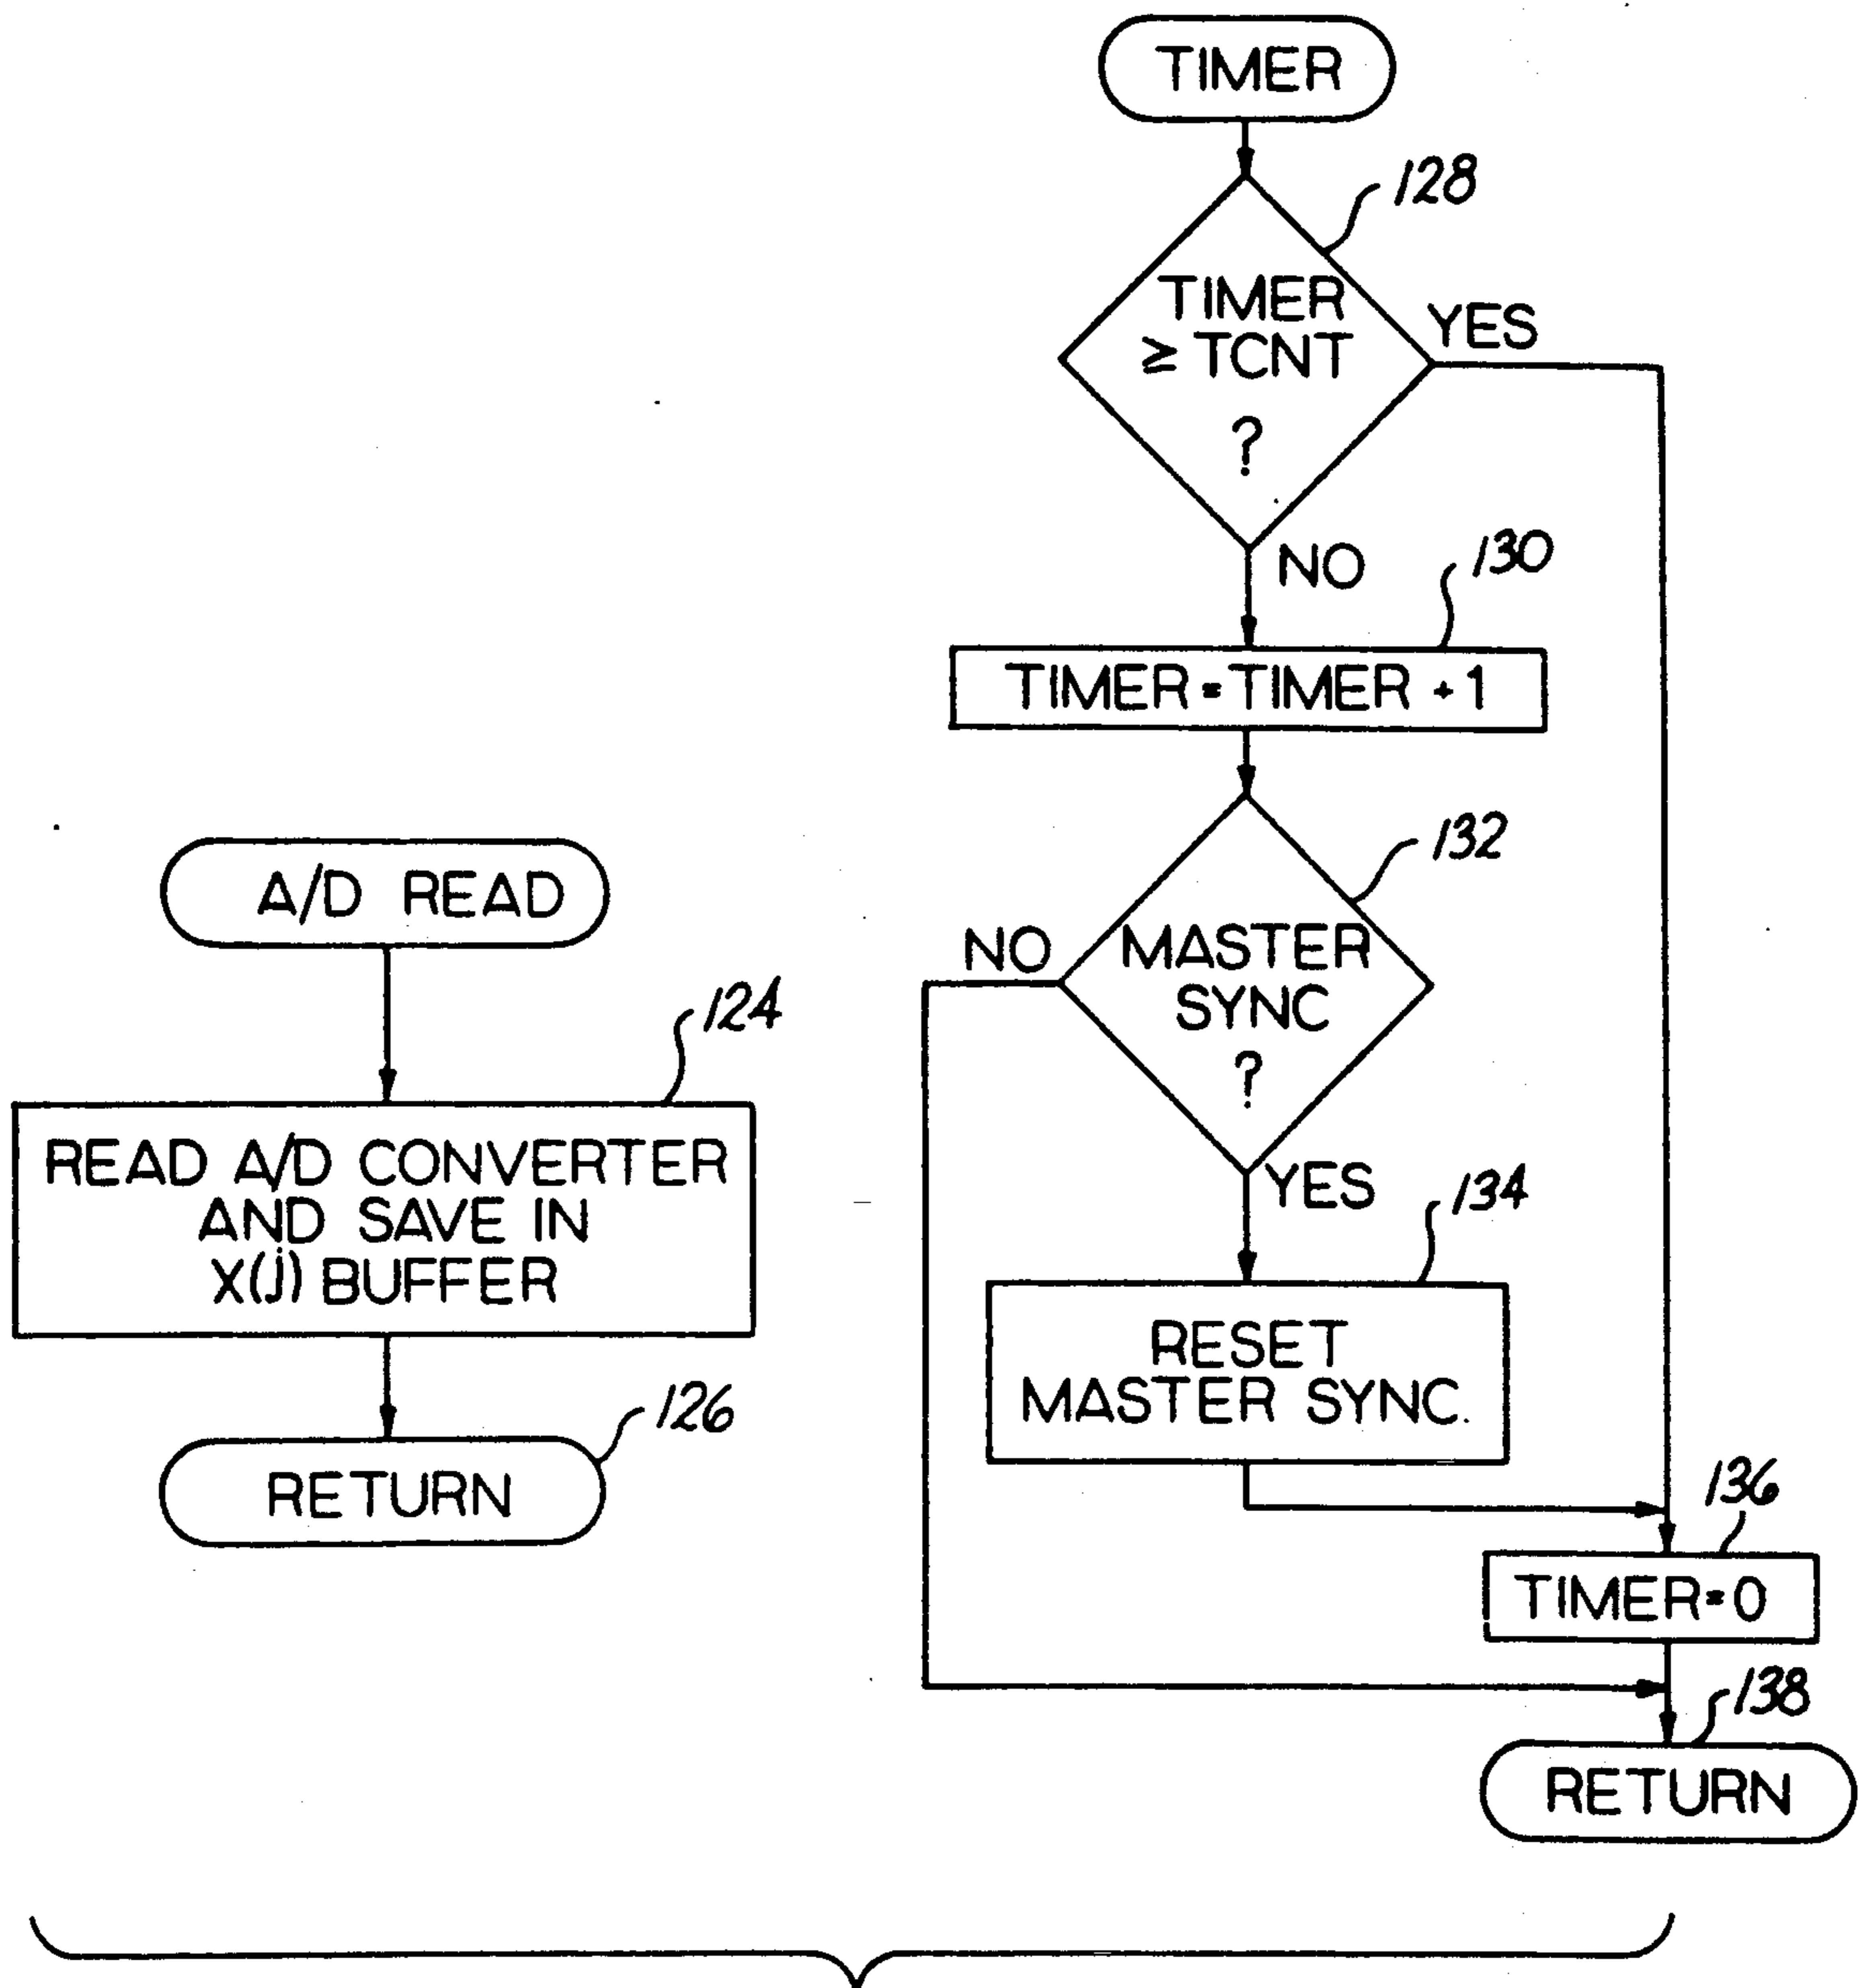 TIMER
128
TIMER
≥ TCNT
?
YES
NO
130
TIMER = TIMER + 1
132
MASTER
SYNC
?
NO
YES
134
RESET
MASTER SYNC.
136
TIMER = 0
138
RETURN
A/D READ
124
READ A/D CONVERTER
AND SAVE IN
X(j) BUFFER
126
RETURN